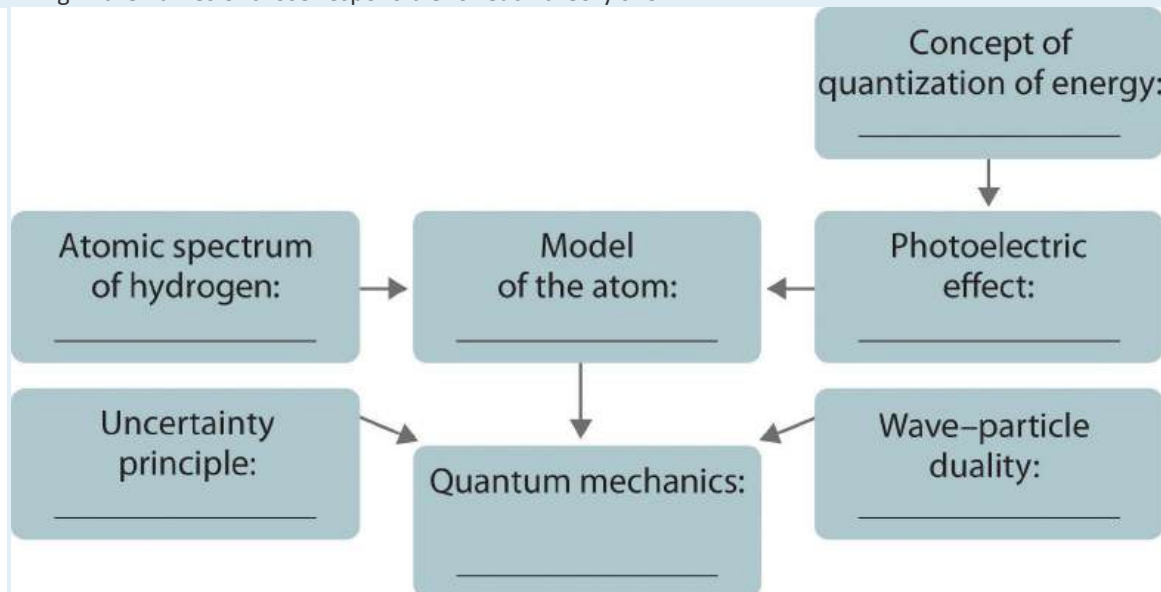 Concept of
quantization of energy:
Atomic spectrum
of hydrogen:
Model
of the atom:
Photoelectric
effect:
Uncertainty
principle:
Quantum mechanics:
Wave–particle
duality: